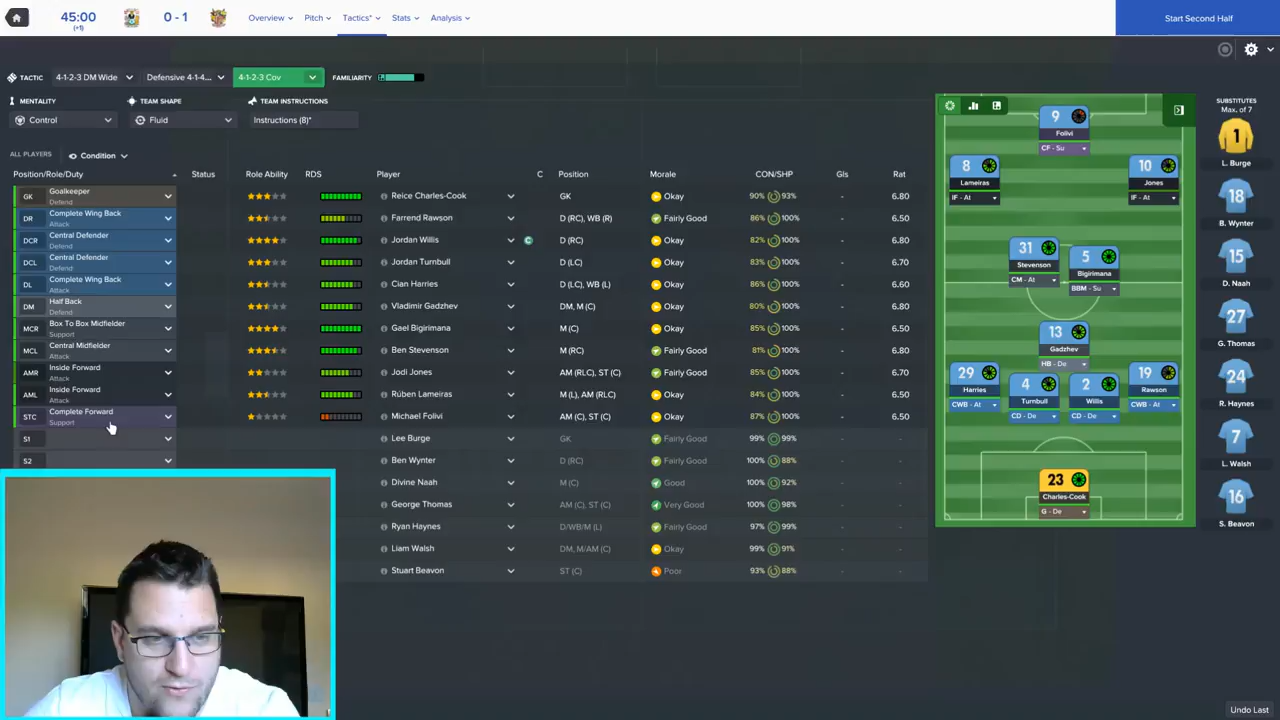 45:00 0 - 1 Overview Pitch Tactics* Stats Analysis Start Second Half
(+1)
TACTIC 4-1-2-3 DM Wide Defensive 4-1-4... 4-1-2-3 Cov FAMILIARITY
MENTALITY TEAM SHAPE TEAM INSTRUCTIONS
Control Fluid Instructions (8)*
ALL PLAYERS Condition
Position/Role/Duty Status Role Ability RDS Player C Position Morale CON/SHP Gls Rat
GK Goalkeeper Defend Reice Charles-Cook GK Okay 90% 93% - 6.80
DR Complete Wing Back Attack Farrend Rawson D (RC), WB (R) Fairly Good 86% 100% - 6.50
DCR Central Defender Defend Jordan Willis C D (RC) Okay 82% 100% - 6.80
DCL Central Defender Defend Jordan Turnbull D (LC) Okay 83% 100% - 6.70
DL Complete Wing Back Attack Cian Harries D (LC), WB (L) Okay 86% 100% - 6.60
DM Half Back Defend Vladimir Gadzhev DM, M (C) Okay 80% 100% - 6.50
MCR Box To Box Midfielder Support Gael Bigirimana M (C) Okay 85% 100% - 6.50
MCL Central Midfielder Attack Ben Stevenson M (RC) Fairly Good 81% 100% - 6.80
AMR Inside Forward Attack Jodi Jones AM (RLC), ST (C) Fairly Good 85% 100% - 6.70
AML Inside Forward Attack Rúben Lameiras M (L), AM (RLC) Okay 86% 100% - 6.80
STC Complete Forward Support Michael Folivi AM (C), ST (C) Okay 87% 100% - 6.50
S1 Lee Burge GK Fairly Good 99% 99% - -
S2 Ben Wynter D (RC) Fairly Good 100% 88% - -
Divine Naah M (C) Good 100% 92% - -
George Thomas AM (C), ST (C) Very Good 100% 98% - -
Ryan Haynes D/WB/M (L) Fairly Good 97% 99% - -
Liam Walsh DM, M/AM (C) Okay 99% 91% - -
Stuart Beavon ST (C) Poor 93% 88% - -
9
Folivi
CF - Su
8 10
Lameiras Jones
IF - At IF - At
31 5
Stevenson Bigirimana
CM - At BBM - Su
13
Gadzhev
HB - De
29 4 2 19
Harries Turnbull Willis Rawson
CWB - At CD - De CD - De CWB - At
23
Charles-Cook
G - De
SUBSTITUTES
Max. of 7
1
L. Burge
18
B. Wynter
15
D. Naah
27
G. Thomas
24
R. Haynes
7
L. Walsh
16
S. Beavon
Undo Last